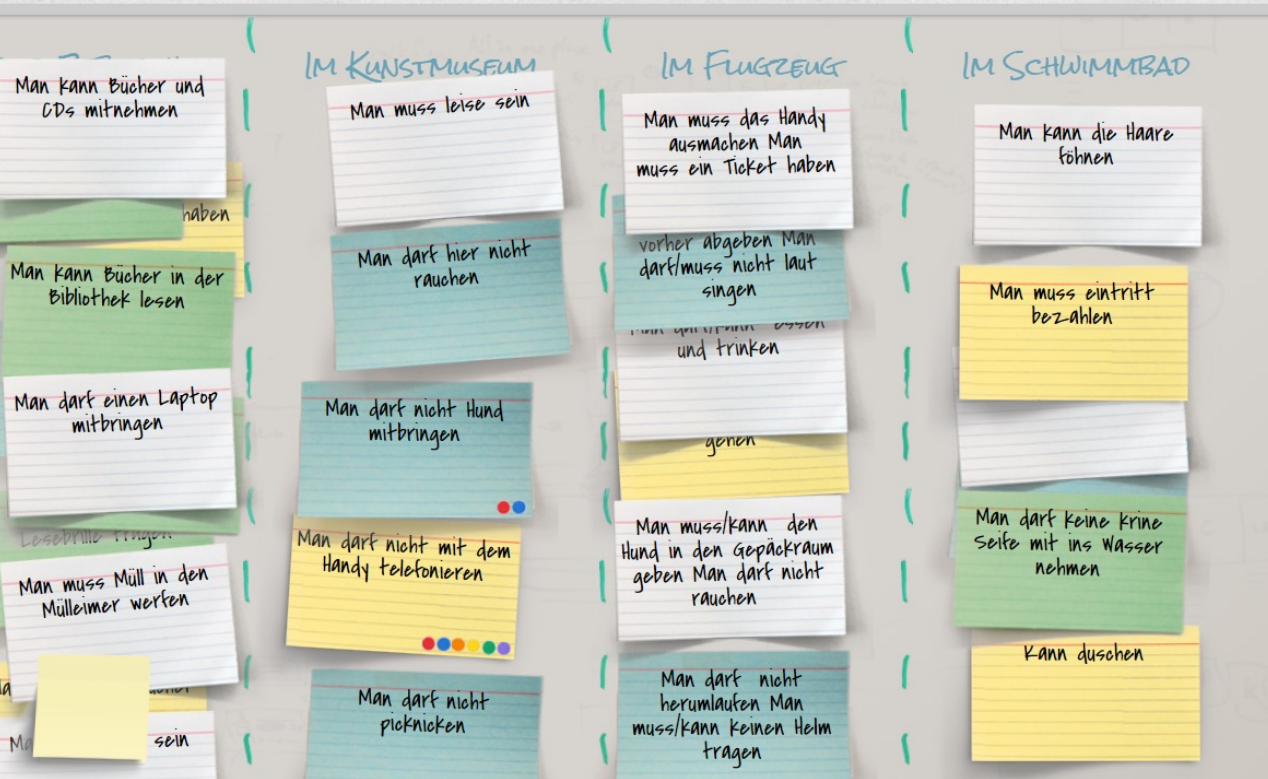 Man kann Bücher und
CDs mitnehmen
haben
Man kann Bücher in der
Bibliothek lesen
Man darf einen Laptop
mitbringen
Lesebrille tragen
Man muss Müll in den
Mülleimer werfen
sein
Im Kunstmuseum
Man muss leise sein
Man darf hier nicht
rauchen
Man darf nicht Hund
mitbringen
Man darf nicht mit dem
Handy telefonieren
Man darf nicht
picknicken
Im Flugzeug
Man muss das Handy
ausmachen Man
muss ein Ticket haben
vorher abgeben Man
darf/muss nicht laut
singen
Man darf/kann essen
und trinken
gehen
Man muss/kann den
Hund in den Gepäckraum
geben Man darf nicht
rauchen
Man darf nicht
herumlaufen Man
muss/kann keinen Helm
tragen
Im Schwimmbad
Man kann die Haare
föhnen
Man muss eintritt
bezahlen
Man darf keine krine
Seife mit ins Wasser
nehmen
kann duschen